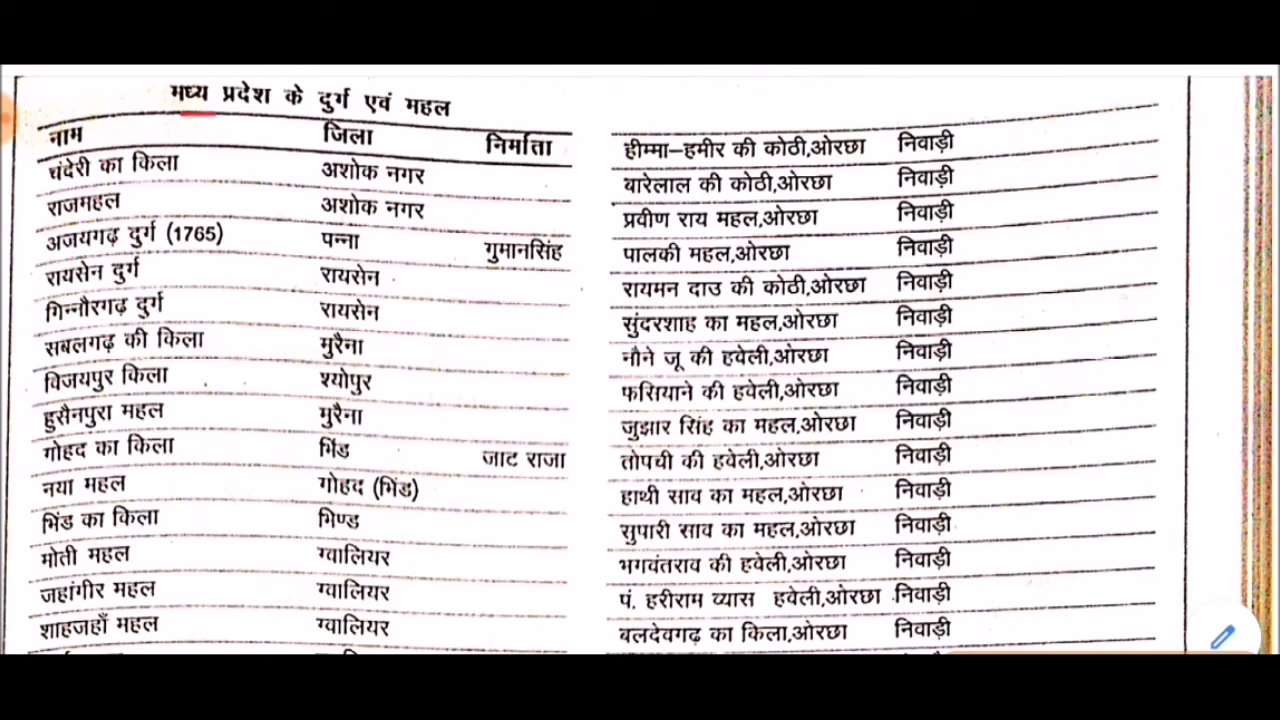 मध्य प्रदेश के दुर्ग एवं महल
नाम जिला निर्माता
चंदेरी का किला अशोक नगर
राजमहल अशोक नगर
अजयगढ़ दुर्ग (1765) पन्ना गुमानसिंह
रायसेन दुर्ग रायसेन
गिन्नौरगढ़ दुर्ग रायसेन
सबलगढ़ की किला मुरैना
विजयपुर किला श्योपुर
हुसैनपुरा महल मुरैना
गोहद का किला भिंड जाट राजा
नया महल गोहद (भिंड)
भिंड का किला भिण्ड
मोती महल ग्वालियर
जहांगीर महल ग्वालियर
शाहजहाँ महल ग्वालियर
हीम्मा–हमीर की कोठी,ओरछा निवाड़ी
बारेलाल की कोठी,ओरछा निवाड़ी
प्रवीण राय महल,ओरछा निवाड़ी
पालकी महल,ओरछा निवाड़ी
रायमन दाउ की कोठी,ओरछा निवाड़ी
सुंदरशाह का महल,ओरछा निवाड़ी
नौने जू की हवेली,ओरछा निवाड़ी
फसियाने की हवेली,ओरछा निवाड़ी
जुझार सिंह का महल,ओरछा निवाड़ी
तोपची की हवेली,ओरछा निवाड़ी
हाथी साव का महल,ओरछा निवाड़ी
सुपारी साव का महल,ओरछा निवाड़ी
भगवंतराव की हवेली,ओरछा निवाड़ी
पं. हरीराम व्यास हवेली,ओरछा निवाड़ी
बलदेवगढ़ का किला,ओरछा निवाड़ी